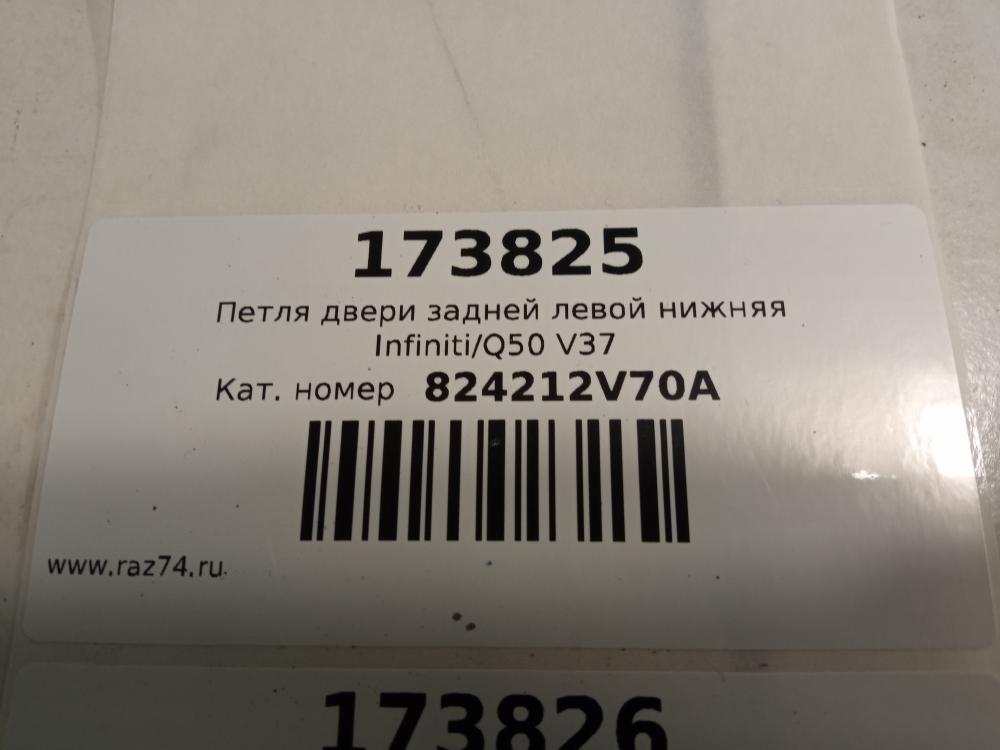 173825
Петля двери задней левой нижняя
Infiniti/Q50 V37
Кат. номер 824212V70A
www.raz74.ru
173826